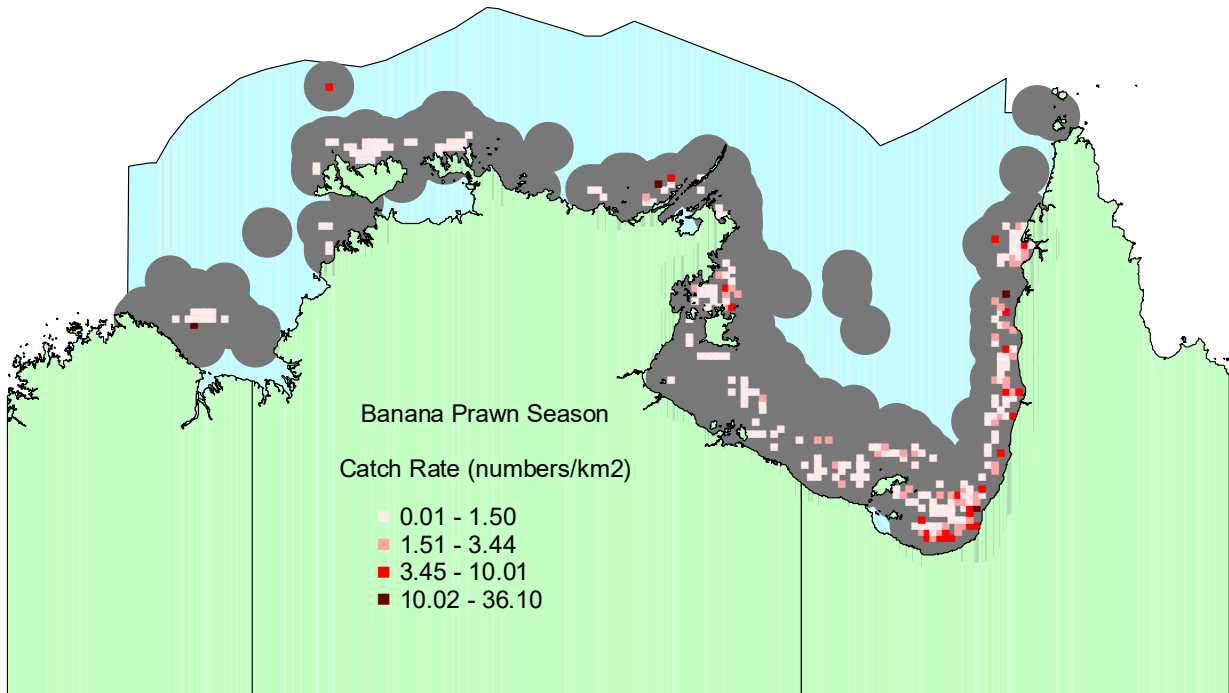 Banana Prawn Season
Catch Rate (numbers/km2)
0.01 - 1.50
1.51 - 3.44
3.45 - 10.01
10.02 - 36.10